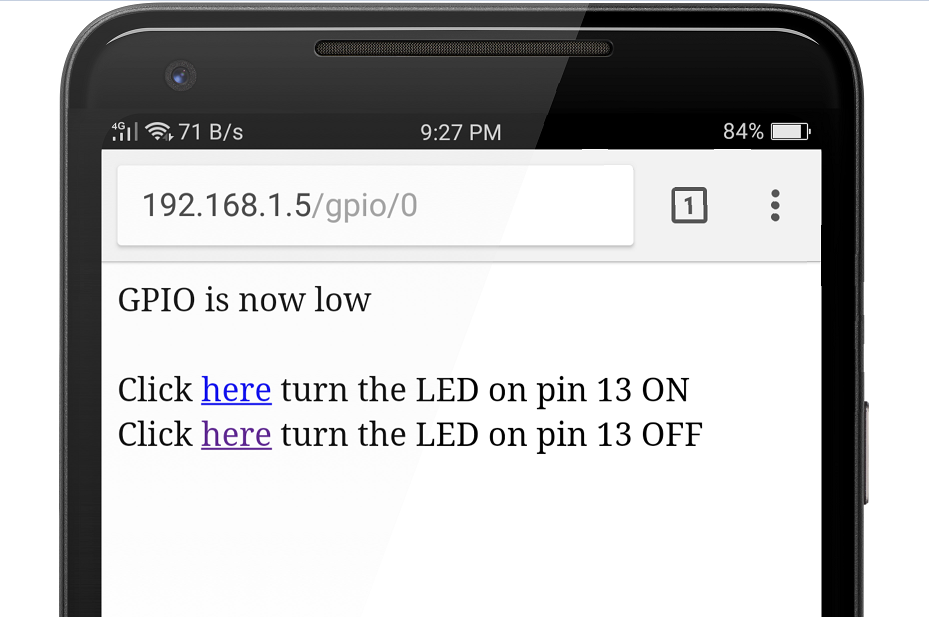 4G 71 B/s 9:27 PM 84%
192.168.1.5/gpio/0 1
GPIO is now low
Click here turn the LED on pin 13 ON
Click here turn the LED on pin 13 OFF